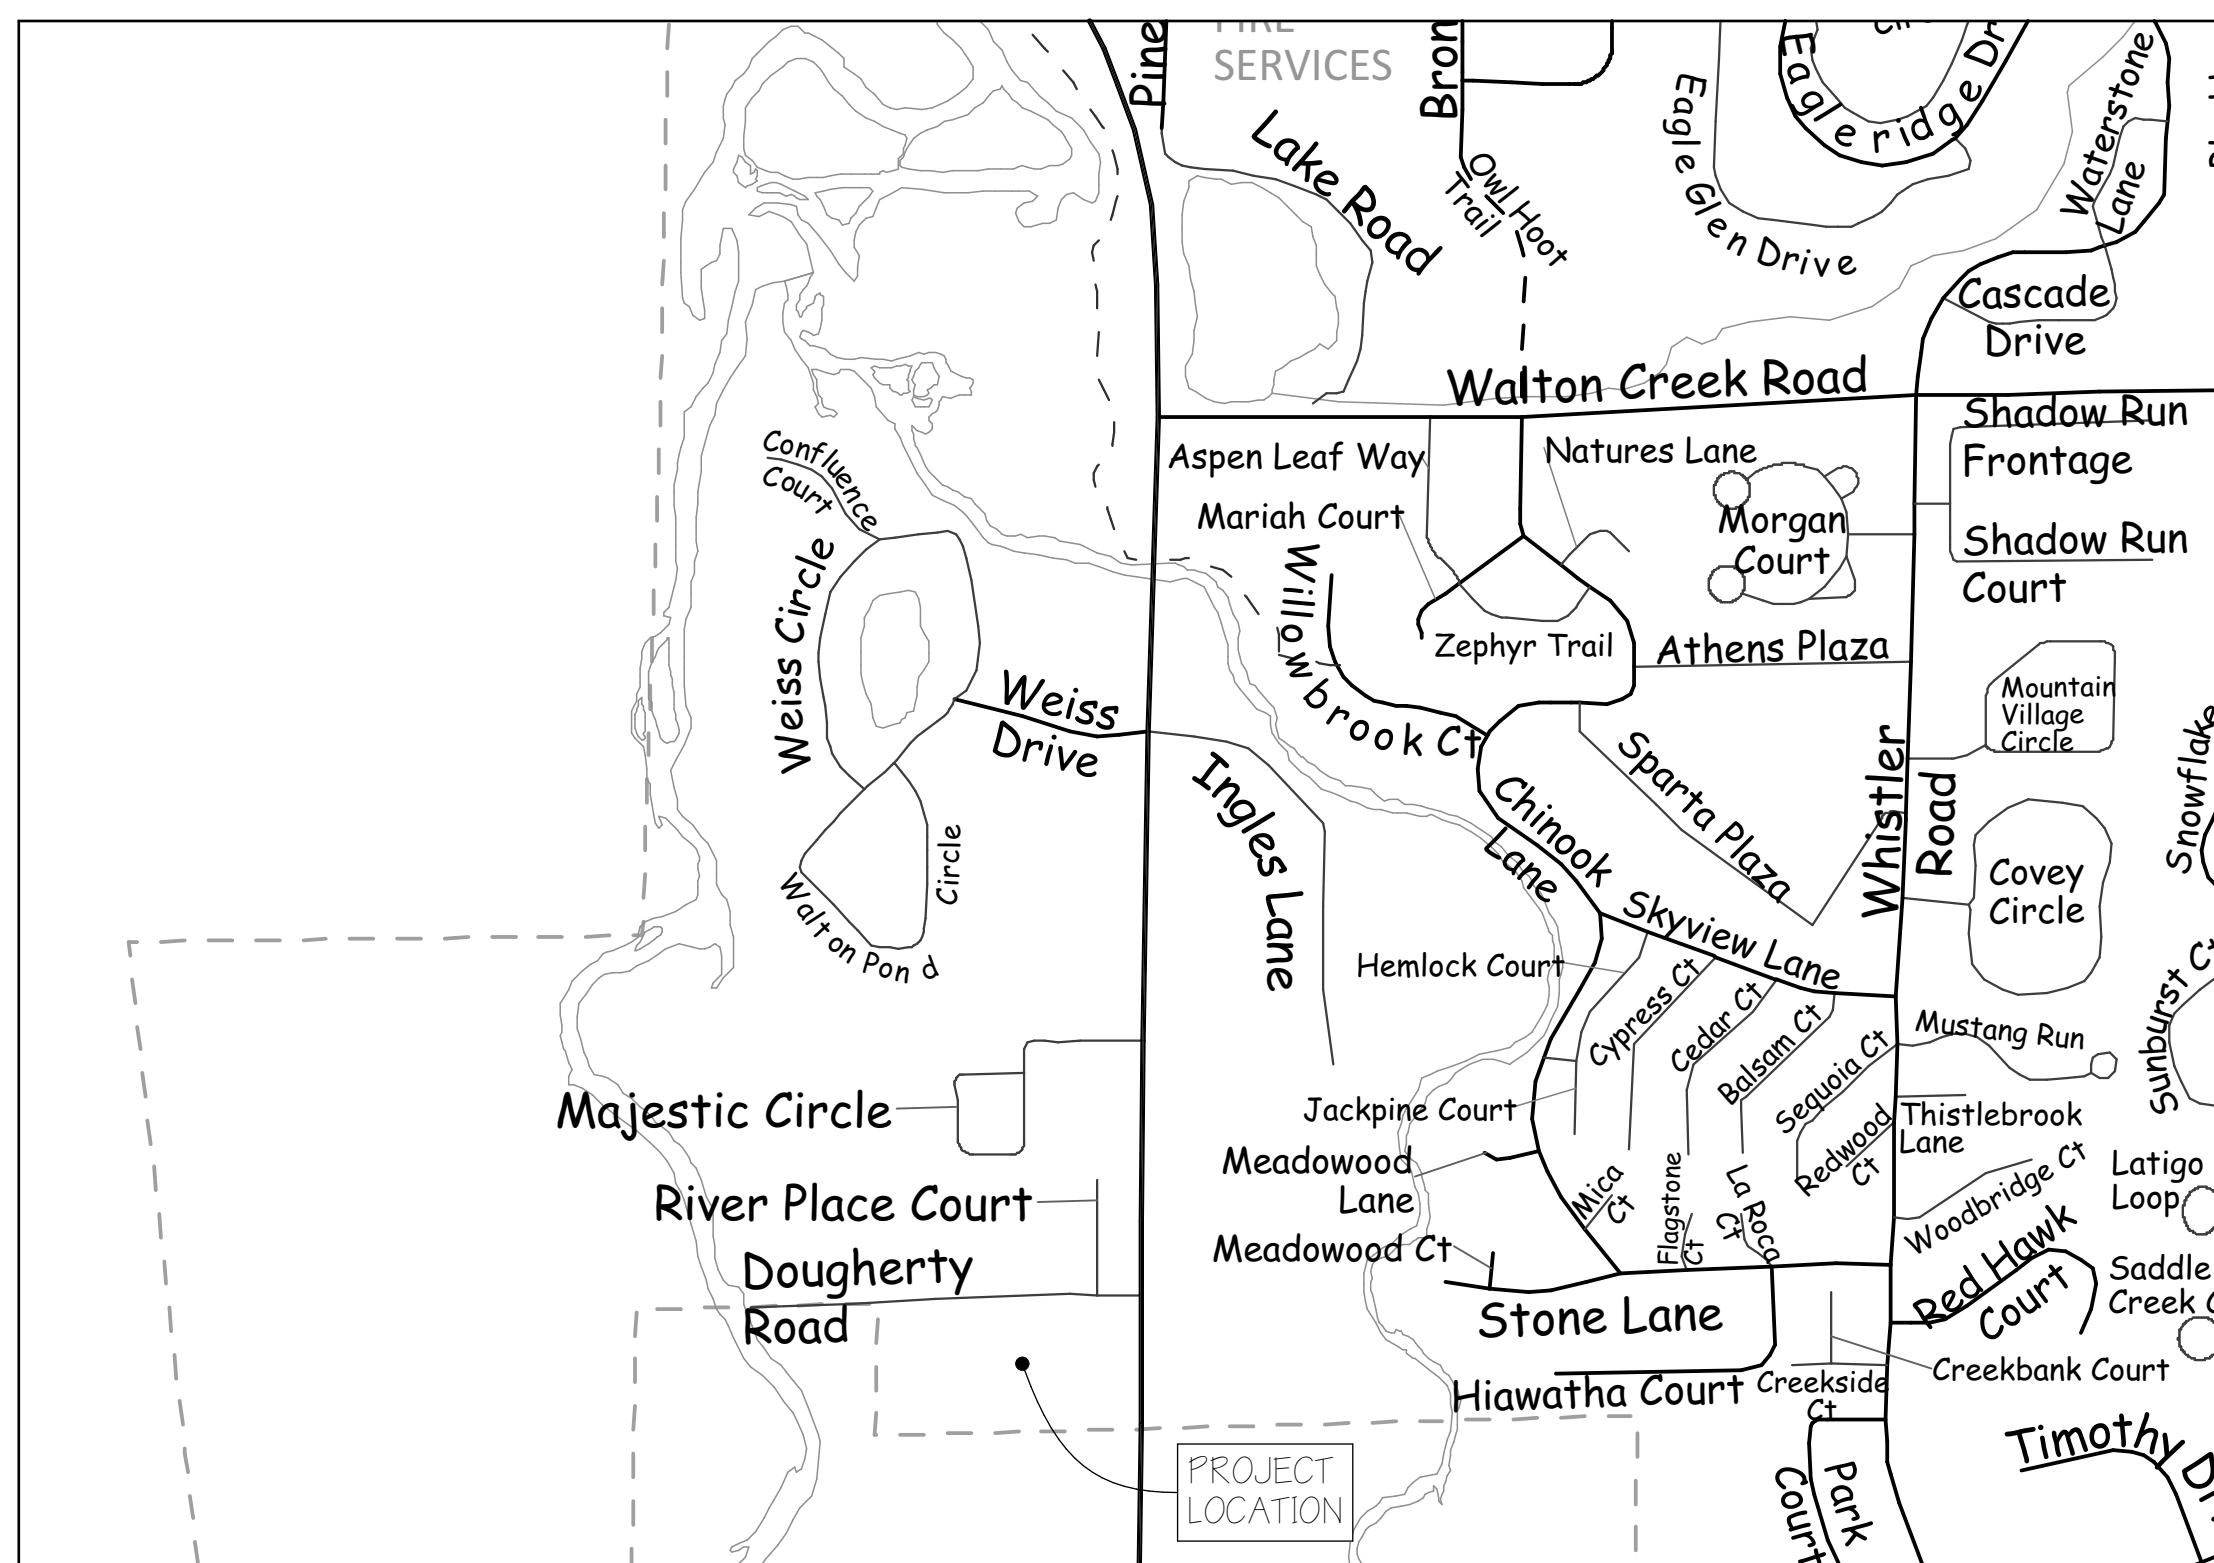 FIRE
SERVICES
Pine
Bron
Lake Road
Owl Hoot
Trail
Eagle Glen Drive
Eagleridge Dr
Waterstone
Lane
Cascade
Drive
Walton Creek Road
Shadow Run
Frontage
Shadow Run
Court
Aspen Leaf Way
Natures Lane
Mariah Court
Morgan
Court
Confluence
Court
Weiss Circle
Willowbrook Ct
Zephyr Trail
Athens Plaza
Mountain
Village
Circle
Weiss
Drive
Ingles Lane
Chinook
Lane
Sparta Plaza
Whistler
Road
Snowflake
Covey
Circle
Walton Pond
Circle
Skyview Lane
Hemlock Court
Cypress Ct
Cedar Ct
Balsam Ct
Sequoia Ct
Redwood
Ct
Mustang Run
Sunburst Ct
Majestic Circle
Jackpine Court
Thistlebrook
Lane
Meadowood
Lane
Mica
Ct
Flagstone
Ct
La Roca
Ct
Woodbridge Ct
Latigo
Loop
River Place Court
Meadowood Ct
Red Hawk
Court
Saddle
Creek
Dougherty
Road
Stone Lane
Hiawatha Court
Creekside
Ct
Creekbank Court
Timothy Dr
Park
Court
PROJECT
LOCATION